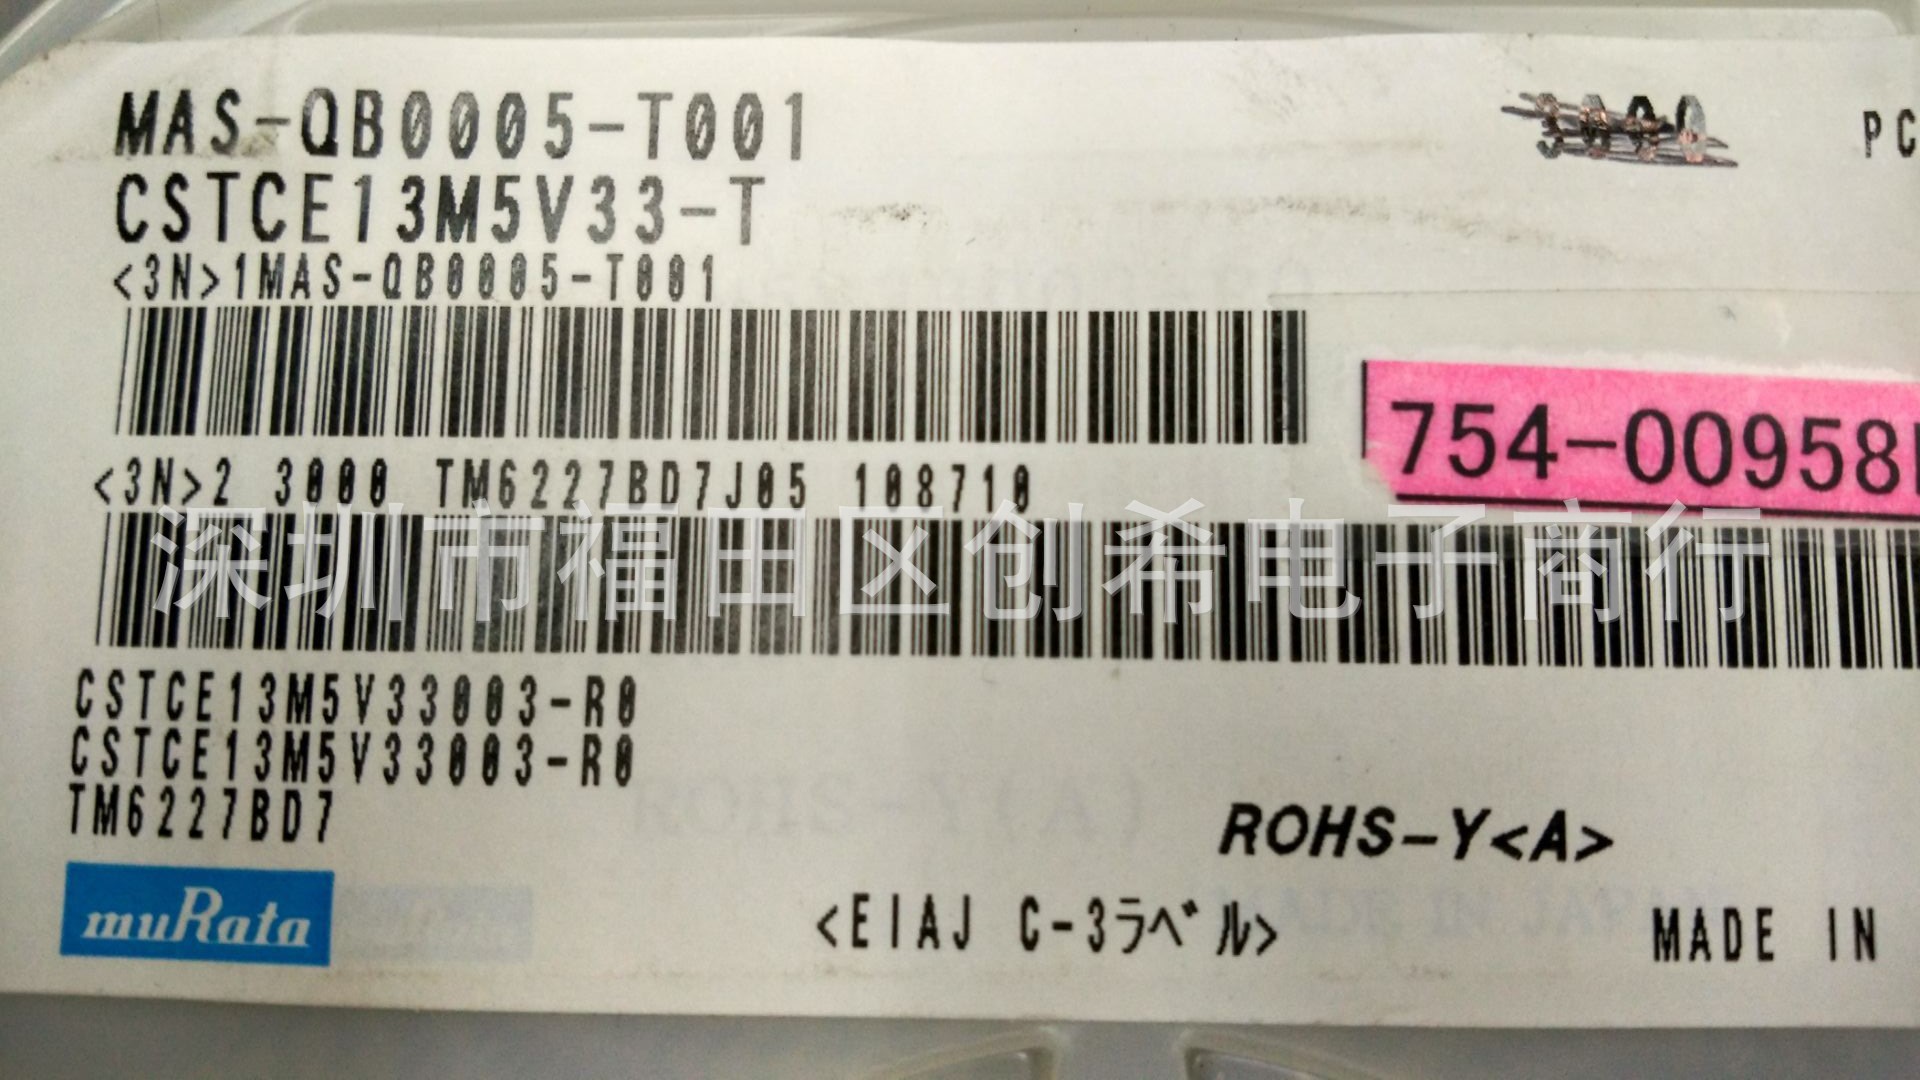 MAS-QB0005-T001
3000 PC
CSTCE13M5V33-T
<3N>1MAS-QB0005-T001
754-00958
<3N>2 3000 TM6227BD7J05 108710
深圳市福田区创希电子商行
CSTCE13M5V33003-R0
CSTCE13M5V33003-R0
TM6227BD7
ROHS-Y(A)
ROHS-Y<A>
muRata
<EIAJ C-3ラベル>
MADE IN